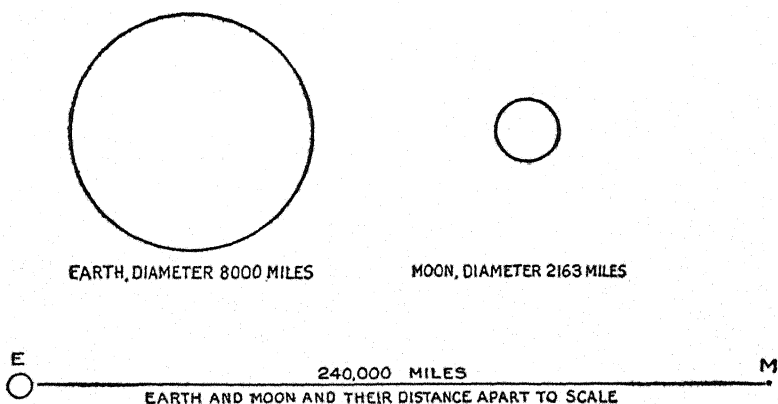 EARTH, DIAMETER 8000 MILES
MOON, DIAMETER 2163 MILES
E
M
240,000 MILES
EARTH AND MOON AND THEIR DISTANCE APART TO SCALE